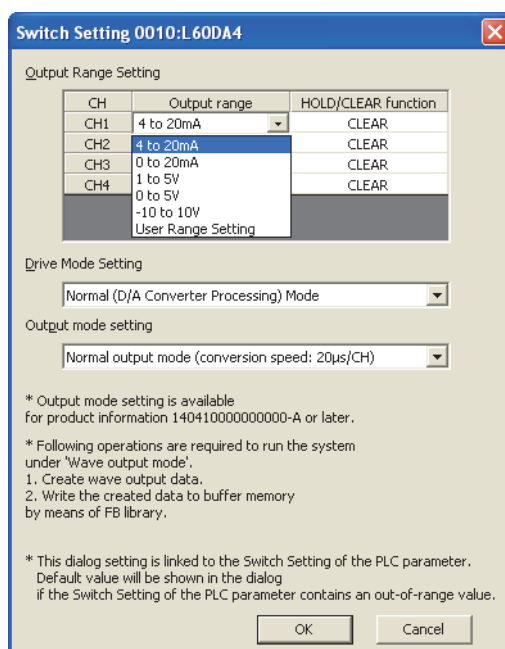 Switch Setting 0010:L60DA4
Output Range Setting
CH Output range HOLD/CLEAR function
CH1 4 to 20mA CLEAR
CH2 4 to 20mA CLEAR
CH3 0 to 20mA CLEAR
CH4 1 to 5V CLEAR
0 to 5V
-10 to 10V
User Range Setting
Drive Mode Setting
Normal (D/A Converter Processing) Mode
Output mode setting
Normal output mode (conversion speed: 20µs/CH)
* Output mode setting is available
for product information 140410000000000-A or later.
* Following operations are required to run the system
under 'Wave output mode'.
1. Create wave output data.
2. Write the created data to buffer memory
by means of FB library.
* This dialog setting is linked to the Switch Setting of the PLC parameter.
Default value will be shown in the dialog
if the Switch Setting of the PLC parameter contains an out-of-range value.
OK Cancel